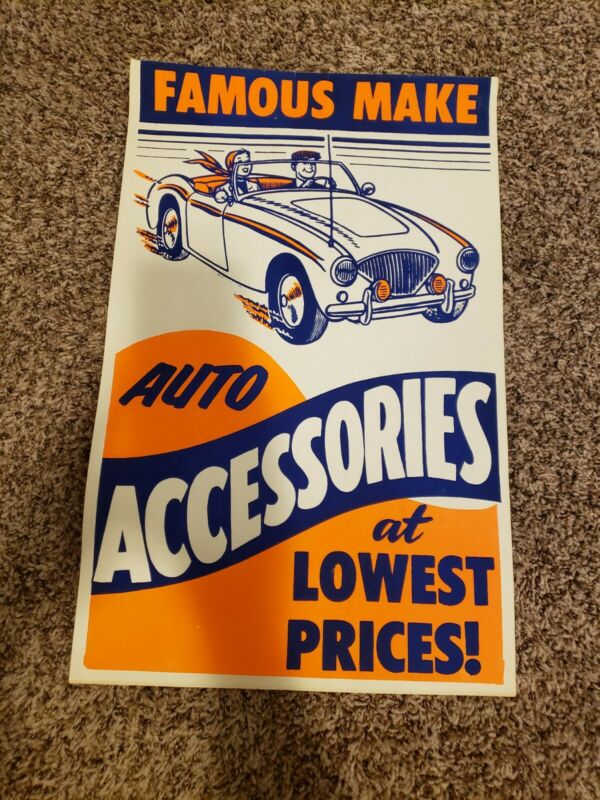 FAMOUS MAKE
AUTO
ACCESSORIES
at
LOWEST
PRICES!